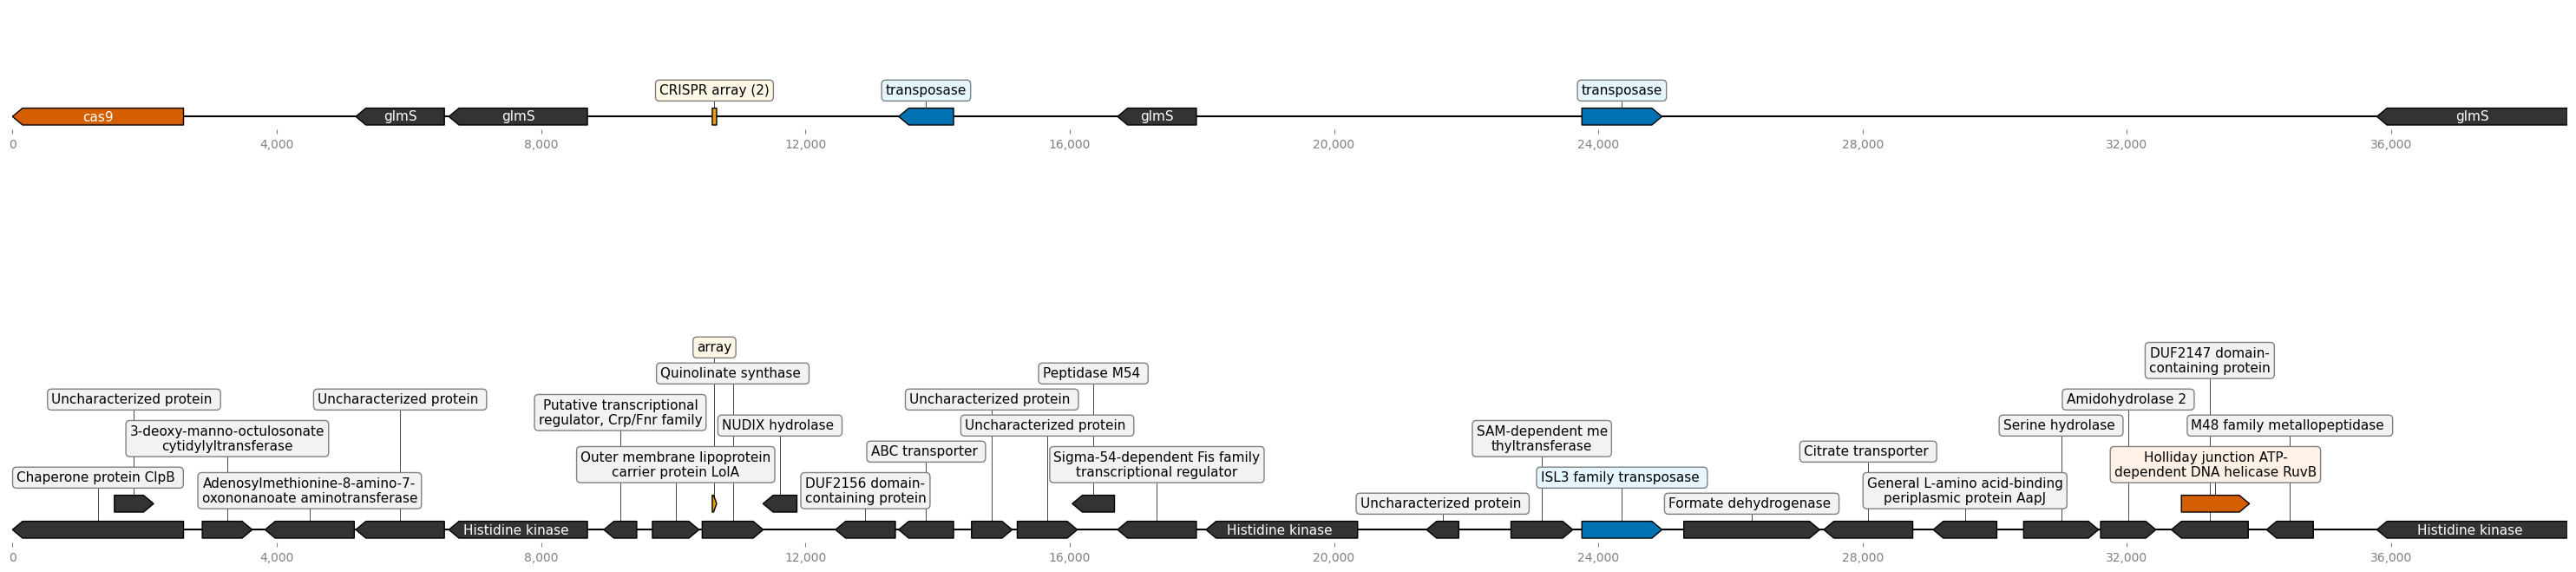 CRISPR array (2)
transposase
transposase
cas9
glmS
glmS
glmS
glmS
0
4,000
8,000
12,000
16,000
20,000
24,000
28,000
32,000
36,000
array
DUF2147 domain-
containing protein
Quinolinate synthase
Peptidase M54
Uncharacterized protein
Uncharacterized protein
Uncharacterized protein
Amidohydrolase 2
Putative transcriptional
regulator, Crp/Fnr family
3-deoxy-manno-octulosonate
cytidylyltransferase
NUDIX hydrolase
Uncharacterized protein
SAM-dependent me
thyltransferase
Serine hydrolase
M48 family metallopeptidase
ABC transporter
Citrate transporter
Outer membrane lipoprotein
carrier protein LolA
Sigma-54-dependent Fis family
transcriptional regulator
Holliday junction ATP-
dependent DNA helicase RuvB
Chaperone protein ClpB
ISL3 family transposase
Adenosylmethionine-8-amino-7-
oxononanoate aminotransferase
DUF2156 domain-
containing protein
General L-amino acid-binding
periplasmic protein AapJ
Uncharacterized protein
Formate dehydrogenase
Histidine kinase
Histidine kinase
Histidine kinase
0
4,000
8,000
12,000
16,000
20,000
24,000
28,000
32,000
36,000